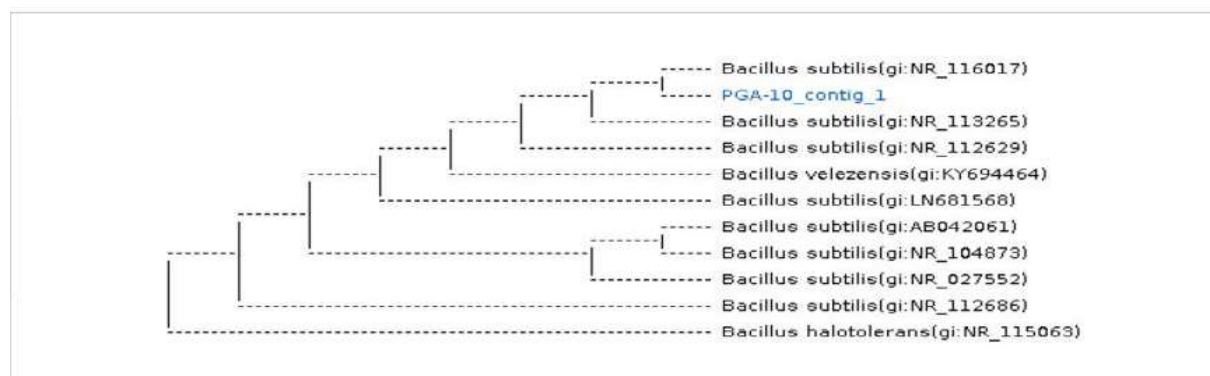 Bacillus subtilis(gi:NR_116017)
PGA-10_contig_1
Bacillus subtilis(gi:NR_113265)
Bacillus subtilis(gi:NR_112629)
Bacillus velezensis(gi:KY694464)
Bacillus subtilis(gi:LN681568)
Bacillus subtilis(gi:AB042061)
Bacillus subtilis(gi:NR_104873)
Bacillus subtilis(gi:NR_027552)
Bacillus subtilis(gi:NR_112686)
Bacillus halotolerans(gi:NR_115063)